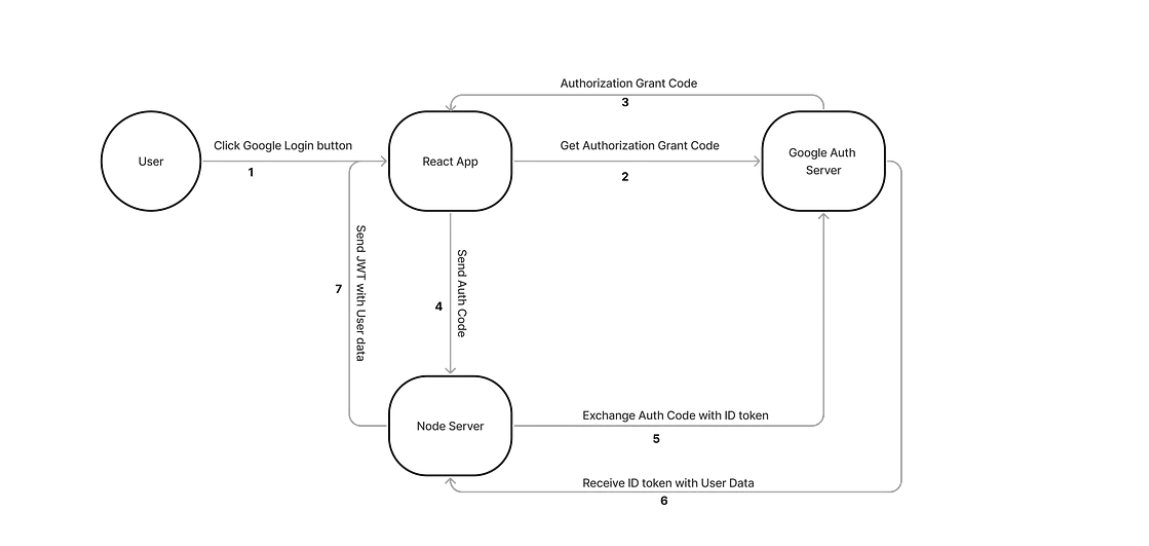 Authorization Grant Code
3
Click Google Login button
1
Get Authorization Grant Code
2
User
React App
Google Auth
Server
Send JWT with User data
7
Send Auth Code
4
Node Server
Exchange Auth Code with ID token
5
Receive ID token with User Data
6